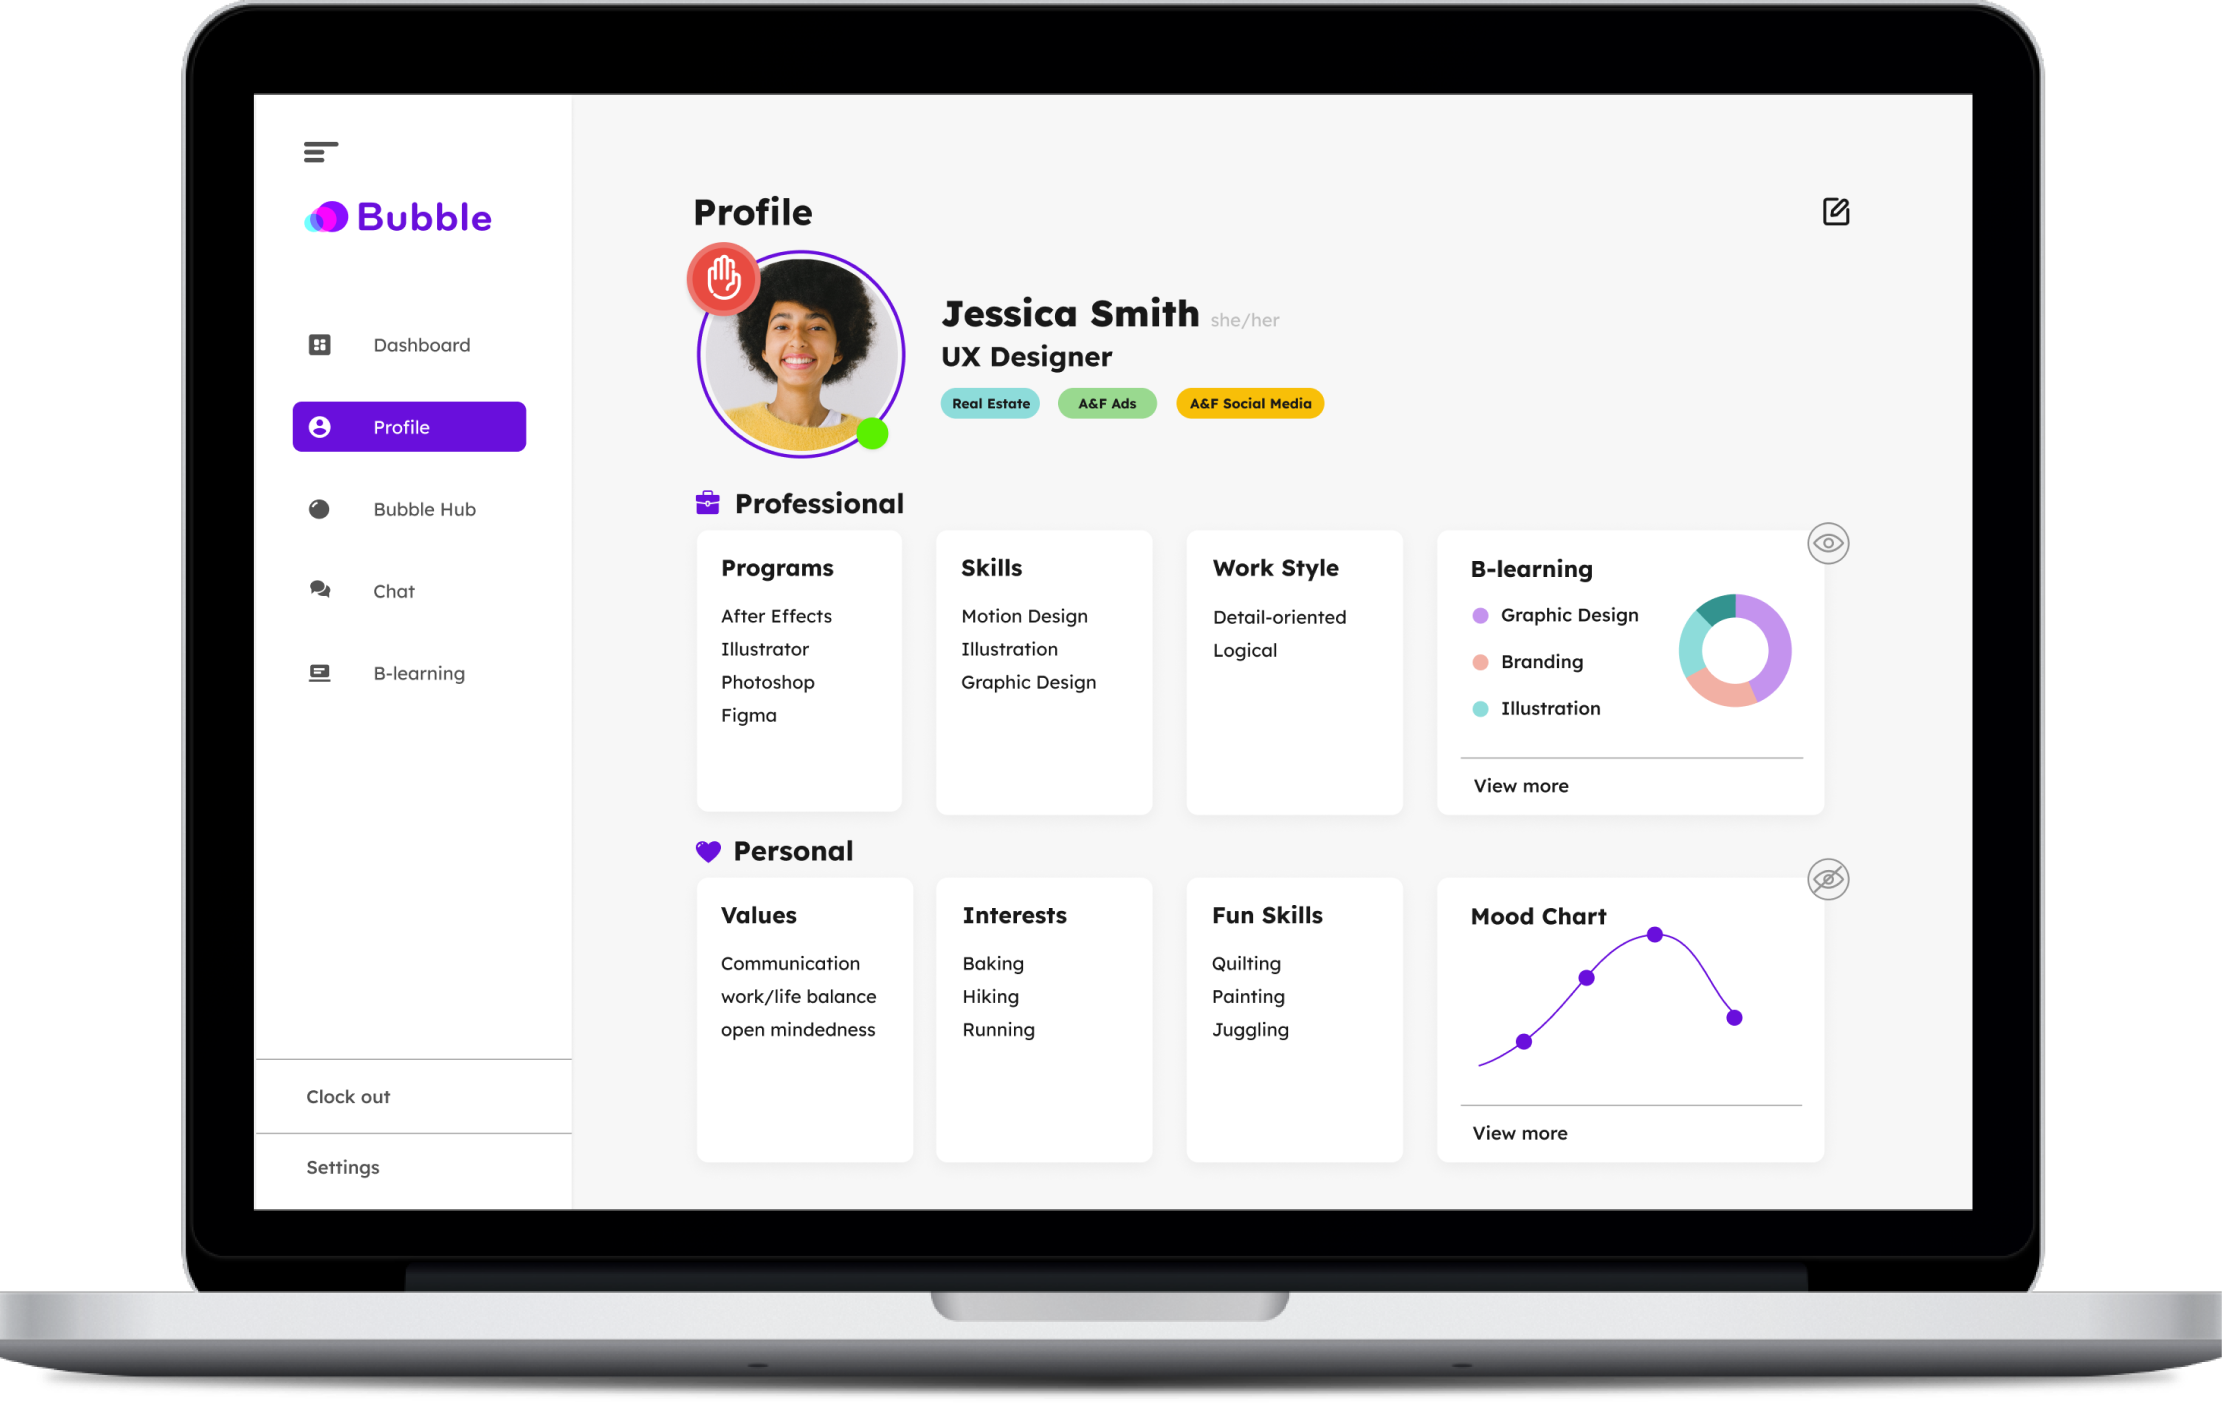 Bubble
Dashboard
Profile
Bubble Hub
Chat
B-learning
Clock out
Settings
Profile
Jessica Smith she/her
UX Designer
Real Estate
A&F Ads
A&F Social Media
Professional
Programs
After Effects
Illustrator
Photoshop
Figma
Skills
Motion Design
Illustration
Graphic Design
Work Style
Detail-oriented
Logical
B-learning
Graphic Design
Branding
Illustration
View more
Personal
Values
Communication
work/life balance
open mindedness
Interests
Baking
Hiking
Running
Fun Skills
Quilting
Painting
Juggling
Mood Chart
View more